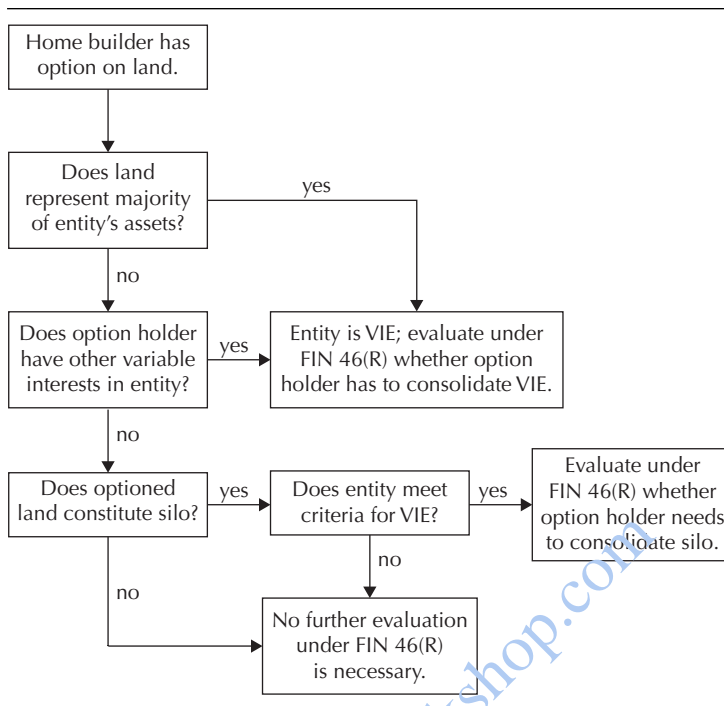 Home builder has
option on land.
Does land
represent majority
of entity's assets?
yes
no
Does option holder
have other variable
interests in entity?
yes
Entity is VIE; evaluate under
FIN 46(R) whether option
holder has to consolidate VIE.
no
Does optioned
land constitute silo?
yes
Does entity meet
criteria for VIE?
yes
Evaluate under
FIN 46(R) whether
option holder needs
to consolidate silo.
no
no
No further evaluation
under FIN 46(R)
is necessary.
shop.com